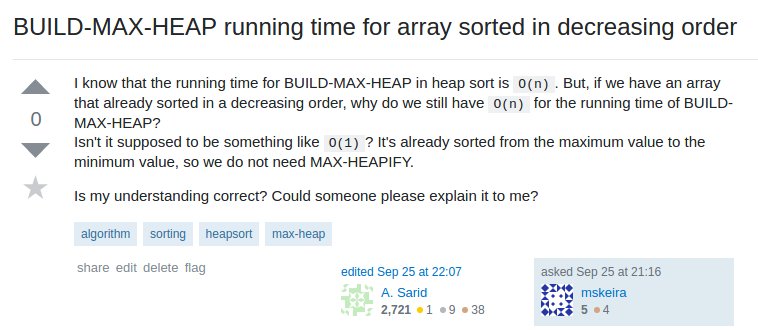 BUILD-MAX-HEAP running time for array sorted in decreasing order
I know that the running time for BUILD-MAX-HEAP in heap sort is O(n). But, if we have an array
that already sorted in a decreasing order, why do we still have O(n) for the running time of BUILD-
MAX-HEAP?
0
Isn't it supposed to be something like O(1)? It's already sorted from the maximum value to the
minimum value, so we do not need MAX-HEAPIFY.
Is my understanding correct? Could someone please explain it to me?
algorithm sorting heapsort max-heap
share edit delete flag
edited Sep 25 at 22:07
A. Sarid
2,721 1 9 38
asked Sep 25 at 21:16
mskeira
5 4